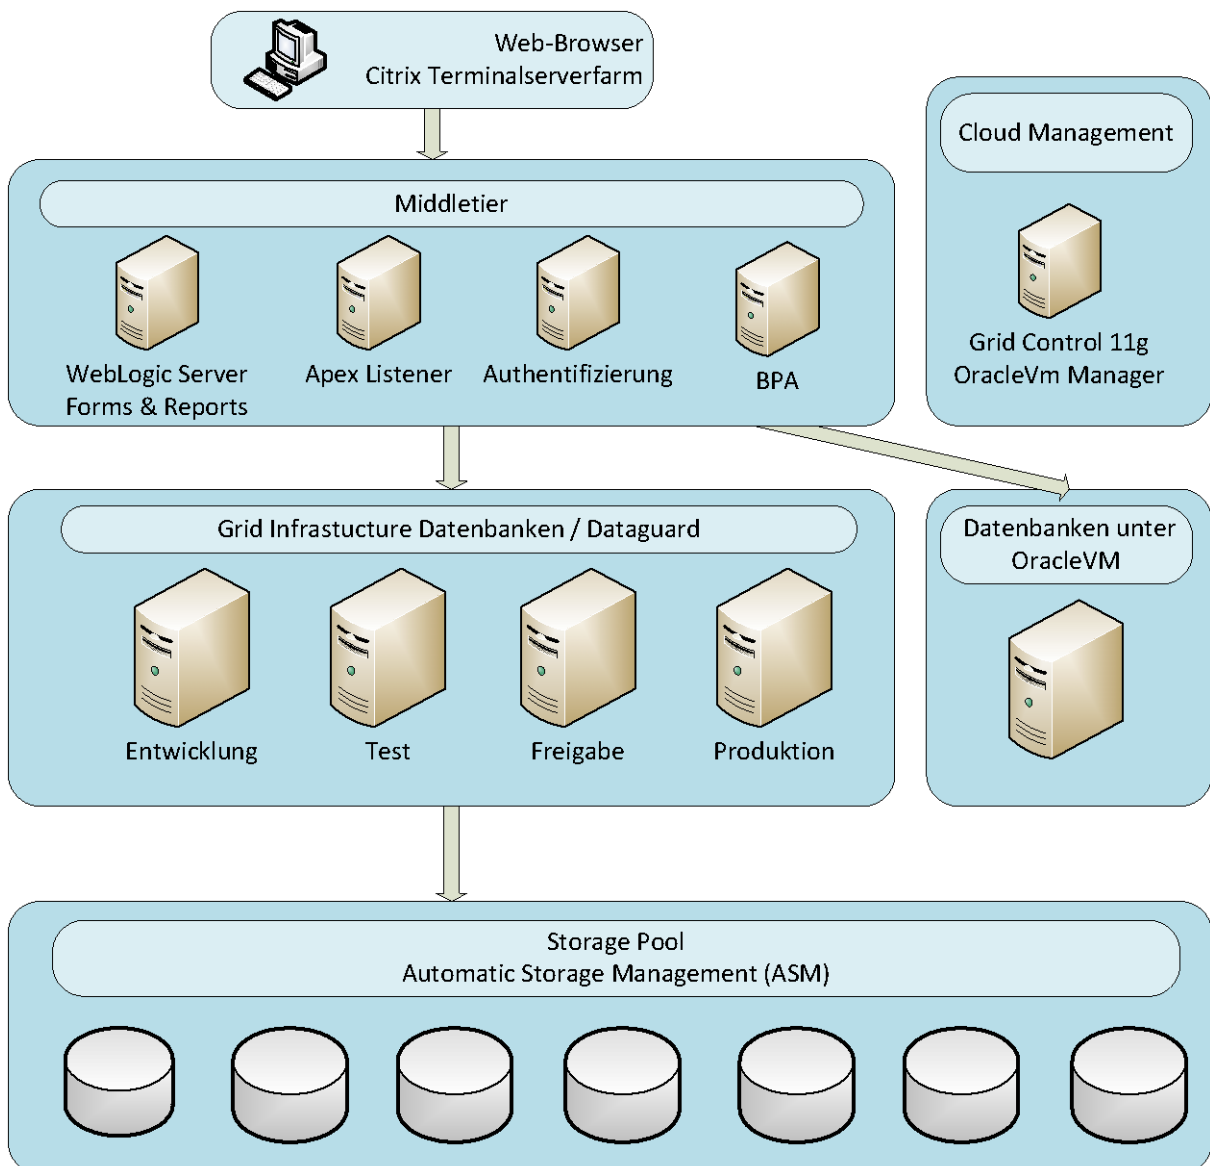 Web-Browser
Citrix Terminalserverfarm
Cloud Management
Middletier
WebLogic Server
Forms & Reports
Apex Listener
Authentifizierung
BPA
Grid Control 11g
OracleVm Manager
Grid Infrastucture Datenbanken / Dataguard
Entwicklung
Test
Freigabe
Produktion
Datenbanken unter
OracleVM
Storage Pool
Automatic Storage Management (ASM)